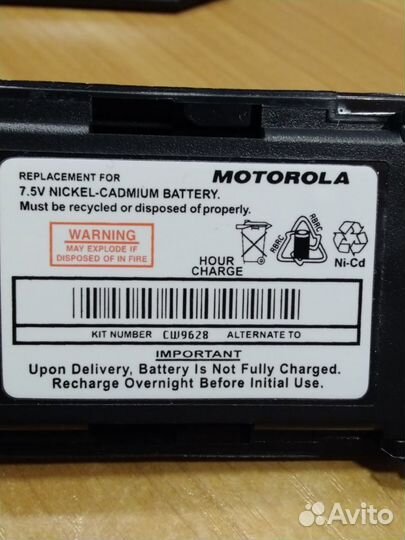 REPLACEMENT FOR MOTOROLA
7.5V NICKEL-CADMIUM BATTERY.
Must be recycled or disposed of properly.
WARNING
MAY EXPLODE IF
DISPOSED OF IN FIRE
HOUR
CHARGE
RBRC
RBRC
Ni-Cd
KIT NUMBER CW9628 ALTERNATE TO
IMPORTANT
Upon Delivery, Battery Is Not Fully Charged.
Recharge Overnight Before Initial Use.
Avito